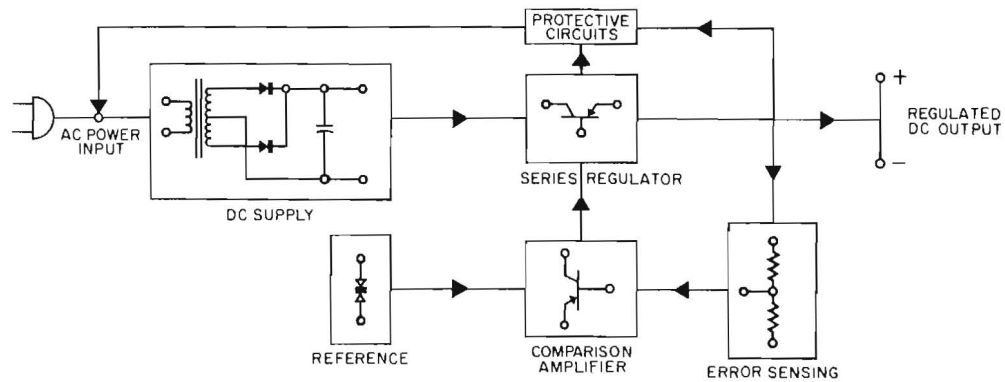 PROTECTIVE
CIRCUITS
AC POWER
INPUT
DC SUPPLY
SERIES REGULATOR
+
REGULATED
DC OUTPUT
−
REFERENCE
COMPARISON
AMPLIFIER
ERROR SENSING